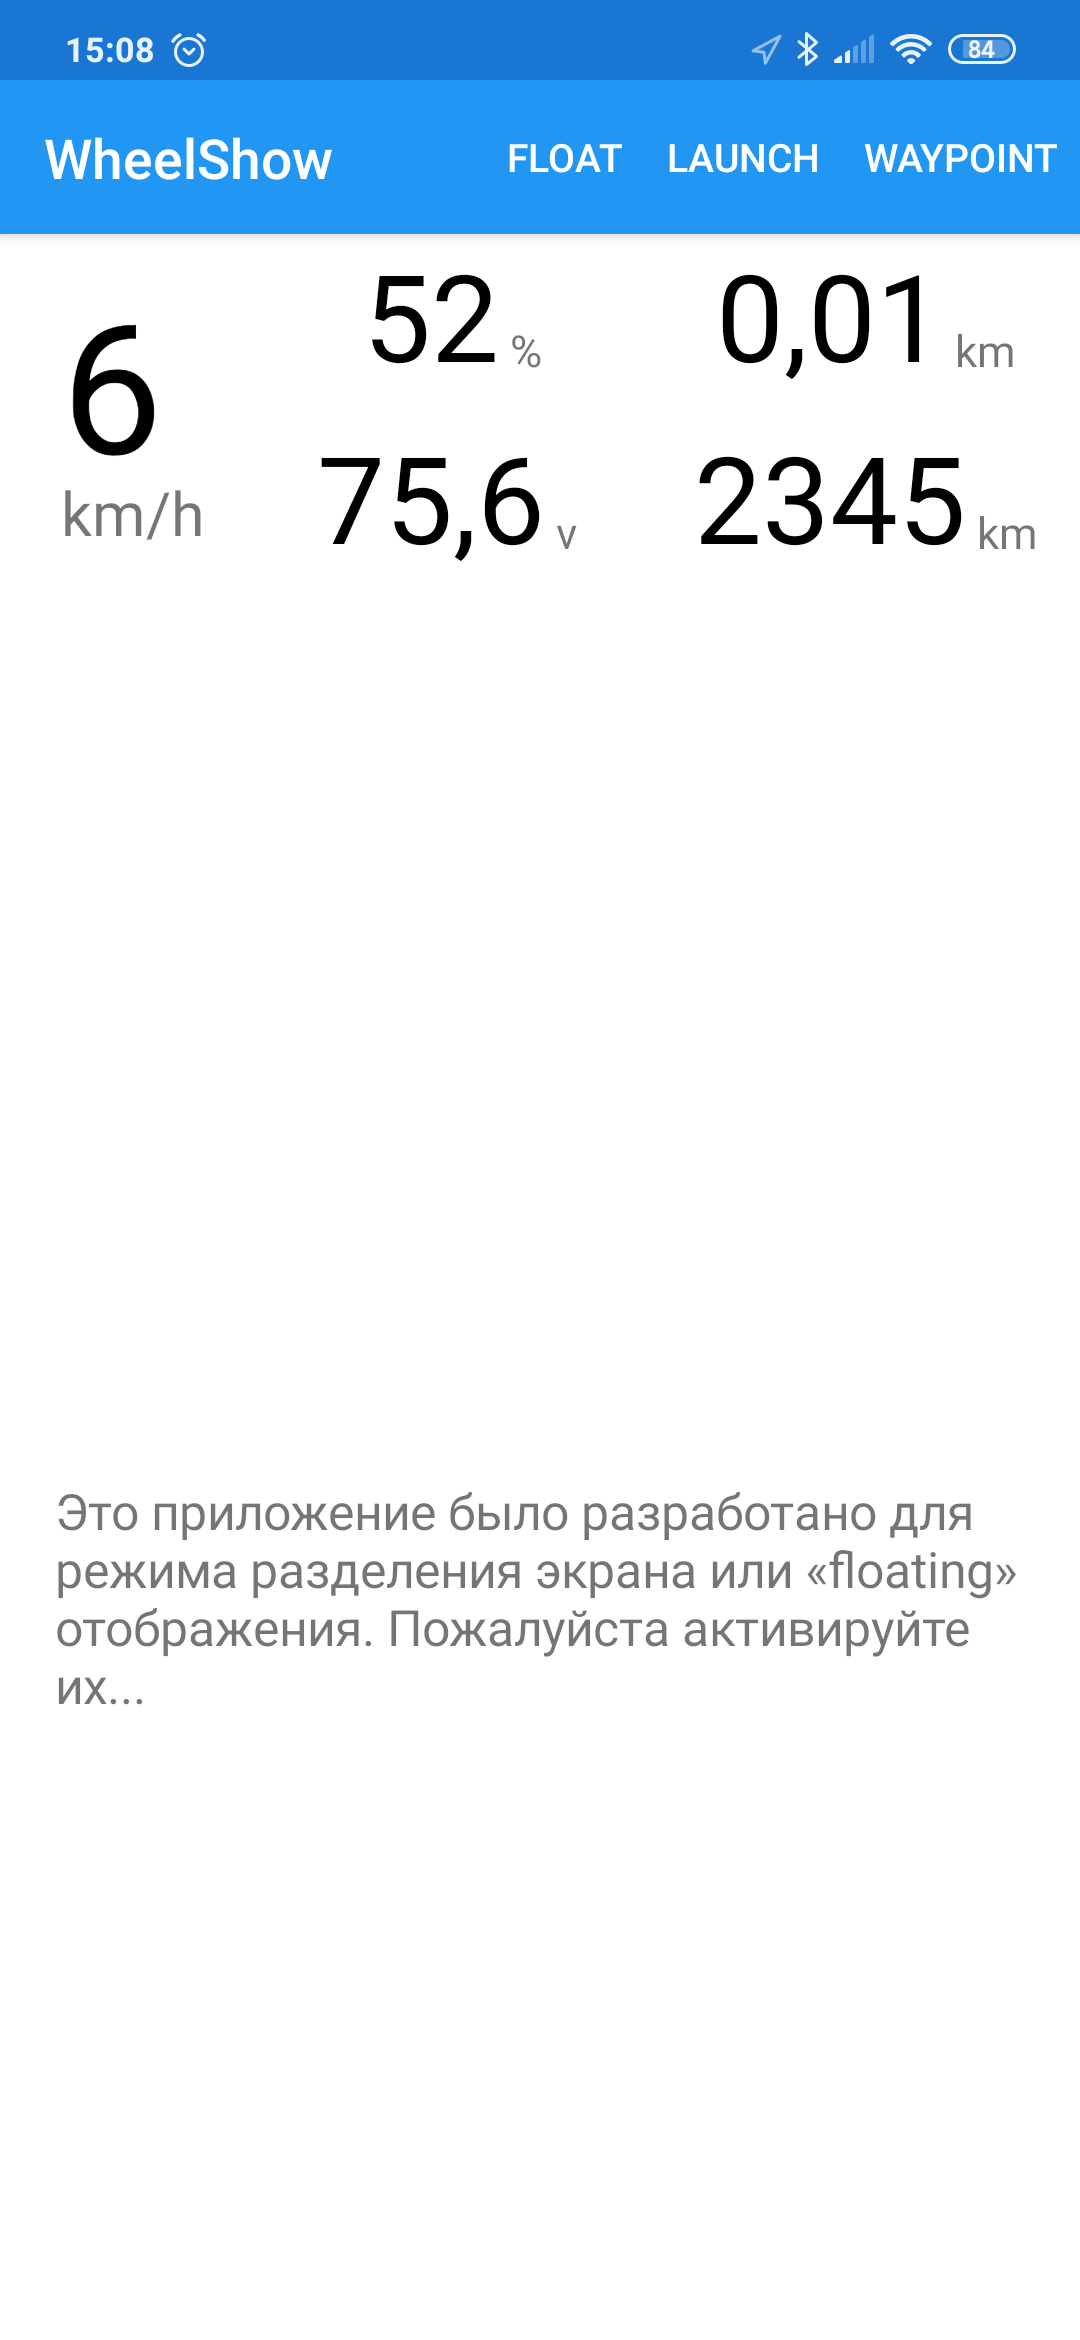 15:08 84
WheelShow FLOAT LAUNCH WAYPOINT
6 km/h
52 % 0,01 km
75,6 v 2345 km
Это приложение было разработано для
режима разделения экрана или «floating»
отображения. Пожалуйста активируйте
их...